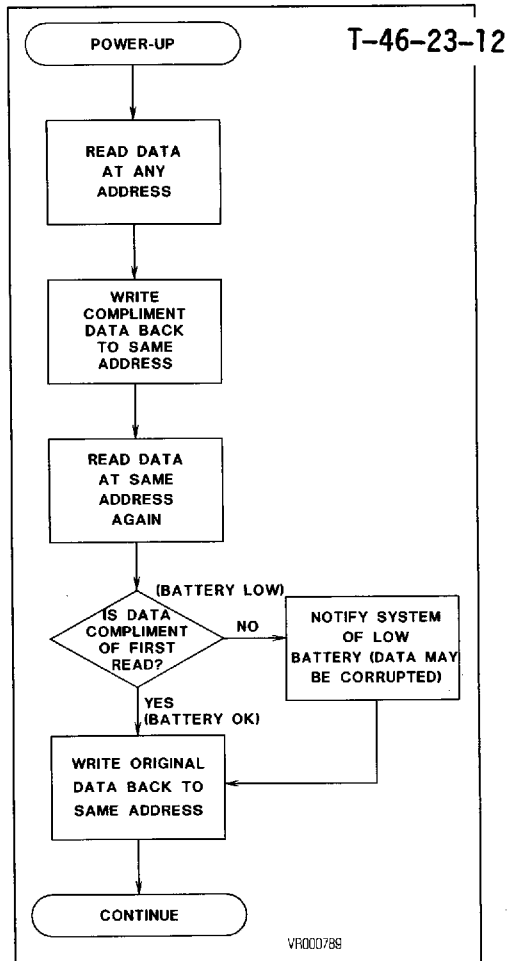 T-46-23-12
POWER-UP
READ DATA
AT ANY
ADDRESS
WRITE
COMPLIMENT
DATA BACK
TO SAME
ADDRESS
READ DATA
AT SAME
ADDRESS
AGAIN
(BATTERY LOW)
IS DATA
COMPLIMENT
OF FIRST
READ?
NO
NOTIFY SYSTEM
OF LOW
BATTERY (DATA MAY
BE CORRUPTED)
YES
(BATTERY OK)
WRITE ORIGINAL
DATA BACK TO
SAME ADDRESS
CONTINUE
VR000789